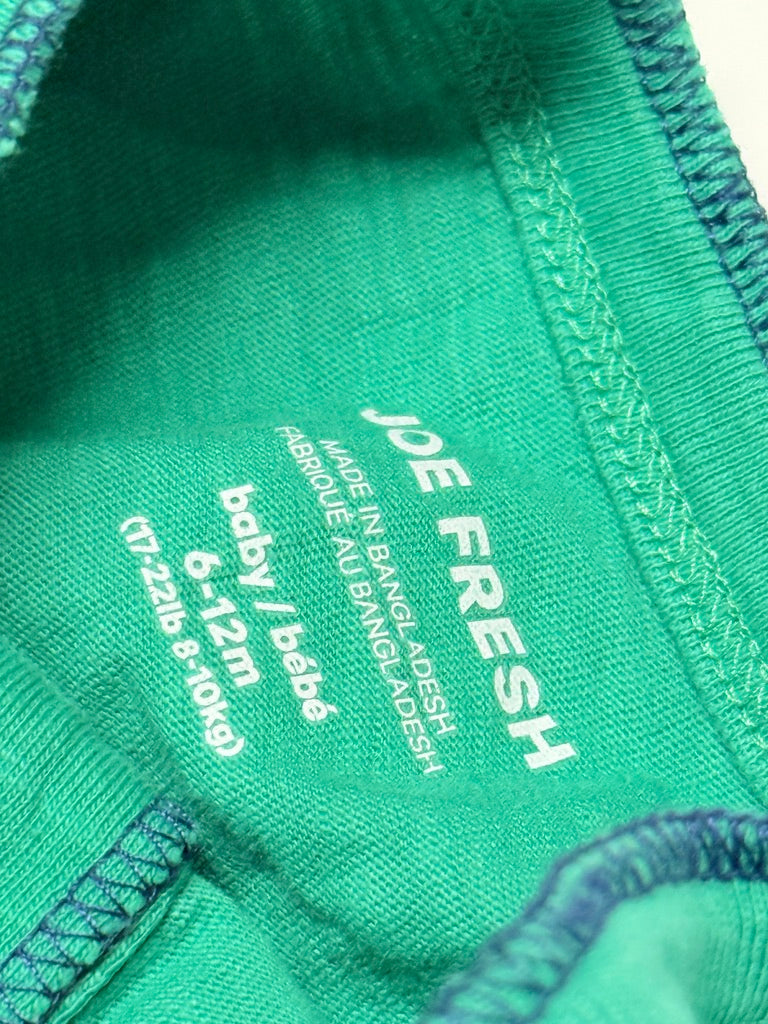 JOE FRESH
MADE IN BANGLADESH
FABRIQUÉ AU BANGLADESH
baby / bébé
6-12m
(17-22lb 8-10kg)